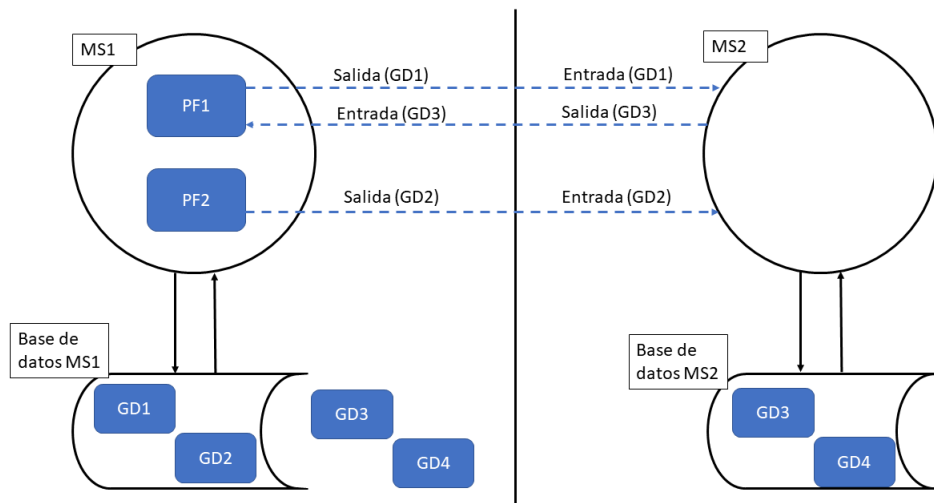 MS1
MS2
Salida (GD1)
Entrada (GD1)
PF1
Entrada (GD3)
Salida (GD3)
PF2
Salida (GD2)
Entrada (GD2)
Base de
datos MS1
Base de
datos MS2
GD1
GD3
GD3
GD2
GD4
GD4